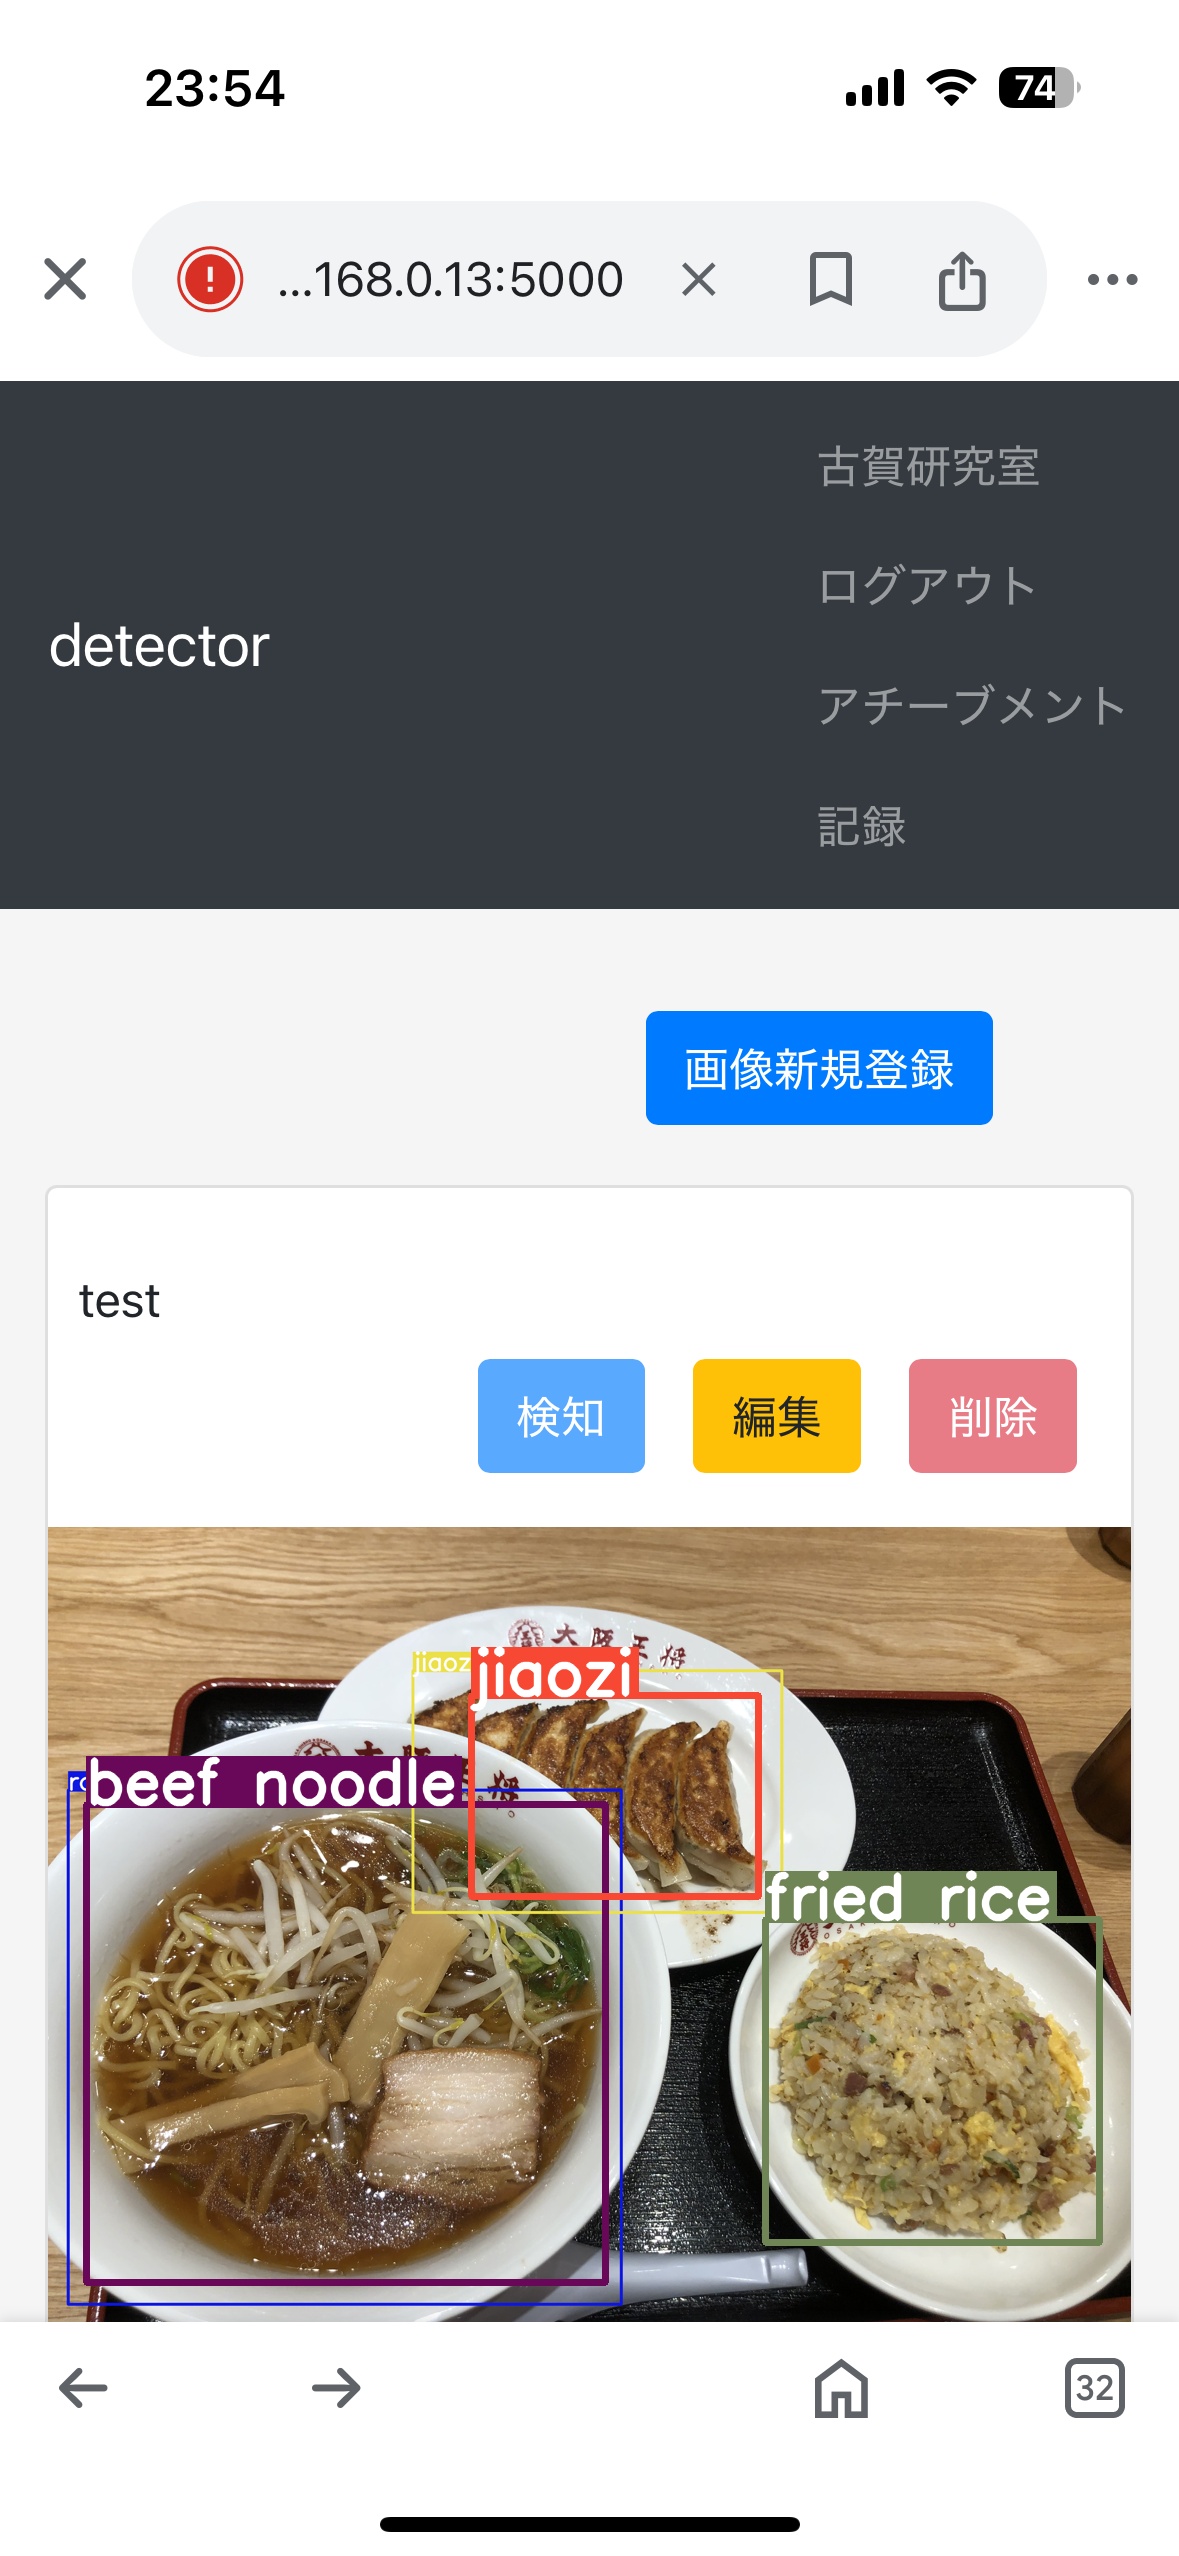 23:54
74
...168.0.13:5000
古賀研究室
ログアウト
detector
アチーブメント
記録
画像新規登録
test
検知 編集 削除
大阪王将
jiaozi
beef noodle
fried rice
32